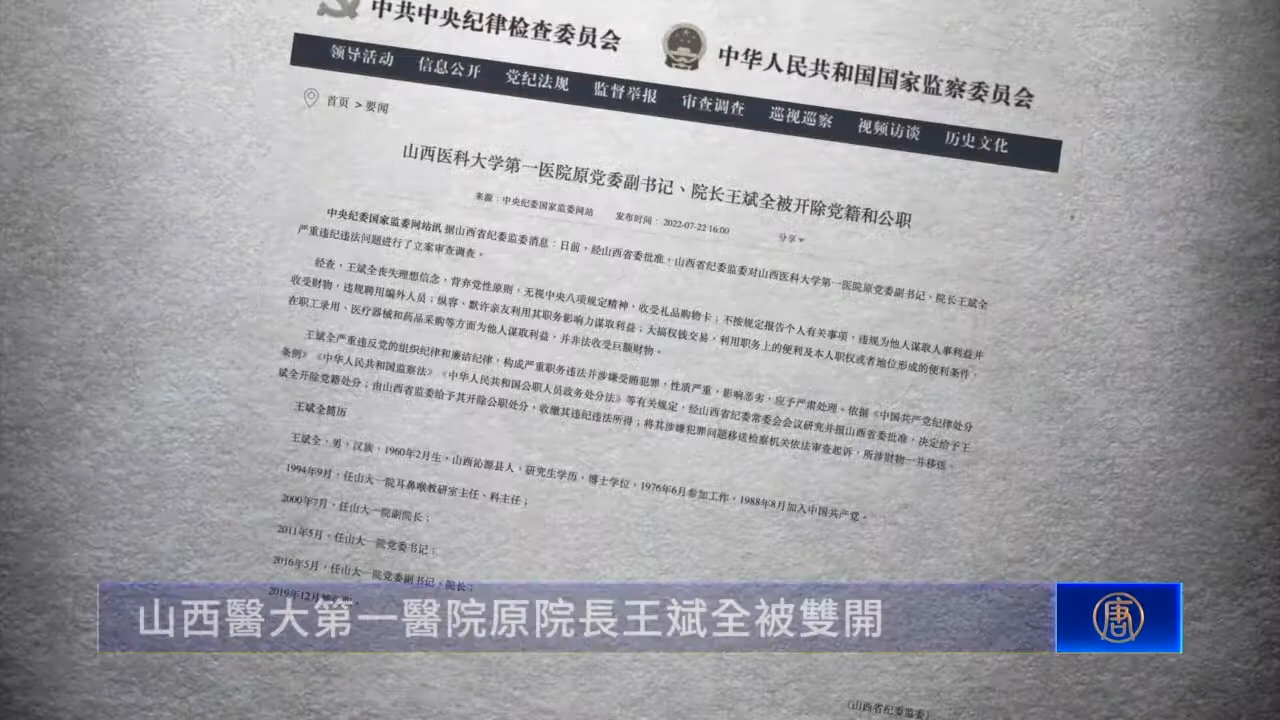 中共中央纪律检查委员会
中华人民共和国国家监察委员会
领导活动 信息公开 党纪法规 监督举报 审查调查 巡视巡察 视频访谈 历史文化
首页 > 要闻
山西医科大学第一医院原党委副书记、院长王斌全被开除党籍和公职
来源：中央纪委国家监委网站 发布时间：2022-07-22 16:00 分享
中央纪委国家监委网站讯 据山西省纪委监委消息：日前，经山西省委批准，山西省纪委监委对山西医科大学第一医院原党委副书记、院长王斌全
严重违纪违法问题进行了立案审查调查。
经查，王斌全丧失理想信念，背弃党性原则，无视中央八项规定精神，收受礼品购物卡；不按规定报告个人有关事项，违规为他人谋取人事利益并
收受财物，违规聘用编外人员；纵容、默许亲友利用其职务影响力谋取利益；大搞权钱交易，利用职务上的便利及本人职权或者地位形成的便利条件，
在职工录用、医疗器械和药品采购等方面为他人谋取利益，并非法收受巨额财物。
王斌全严重违反党的组织纪律和廉洁纪律，构成严重职务违法并涉嫌受贿犯罪，性质严重，影响恶劣，应予严肃处理。依据《中国共产党纪律处分
条例》《中华人民共和国监察法》《中华人民共和国公职人员政务处分法》等有关规定，经山西省纪委常委会会议研究并报山西省委批准，决定给予王
斌全开除党籍处分；由山西省监委给予其开除公职处分，收缴其违纪违法所得；将其涉嫌犯罪问题移送检察机关依法审查起诉，所涉财物一并移送。
王斌全简历
王斌全，男，汉族，1960年2月生，山西沁源县人，研究生学历，博士学位，1976年6月参加工作，1988年8月加入中国共产党。
1994年9月，任山大一院耳鼻喉教研室主任、科主任；
2000年7月，任山大一院副院长；
2011年5月，任山大一院党委书记；
2016年5月，任山大一院党委副书记、院长；
2019年12月
山西醫大第一醫院原院長王斌全被雙開
唐
（山西省纪委监委）